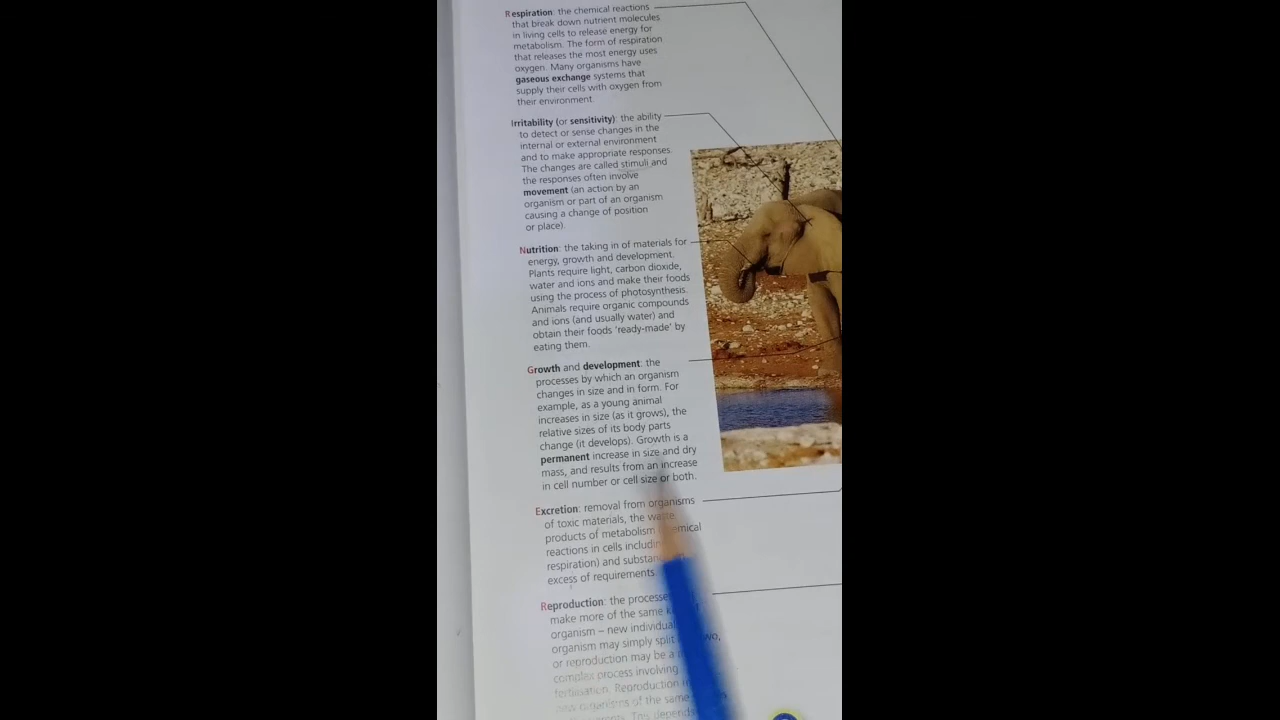 Respiration: the chemical reactions
that break down nutrient molecules
in living cells to release energy for
metabolism. The form of respiration
that releases the most energy uses
oxygen. Many organisms have
gaseous exchange systems that
supply their cells with oxygen from
their environment.
Irritability (or sensitivity): the ability
to detect or sense changes in the
internal or external environment
and to make appropriate responses.
The changes are called stimuli and
the responses often involve
movement (an action by an
organism or part of an organism
causing a change of position
or place).
Nutrition: the taking in of materials for
energy, growth and development.
Plants require light, carbon dioxide,
water and ions and make their foods
using the process of photosynthesis.
Animals require organic compounds
and ions (and usually water) and
obtain their foods 'ready-made' by
eating them.
Growth and development: the
processes by which an organism
changes in size and in form. For
example, as a young animal
increases in size (as it grows), the
relative sizes of its body parts
change (it develops). Growth is a
permanent increase in size and dry
mass, and results from an increase
in cell number or cell size or both.
Excretion: removal from organisms
of toxic materials, the waste
products of metabolism
reactions in cells
respiration) and
excess of requirements
Reproduction: the
make more of the same
organism – new
organism may simply split
or reproduction may be a
complex process involving
fertilisation. Reproduction
new organisms of the same